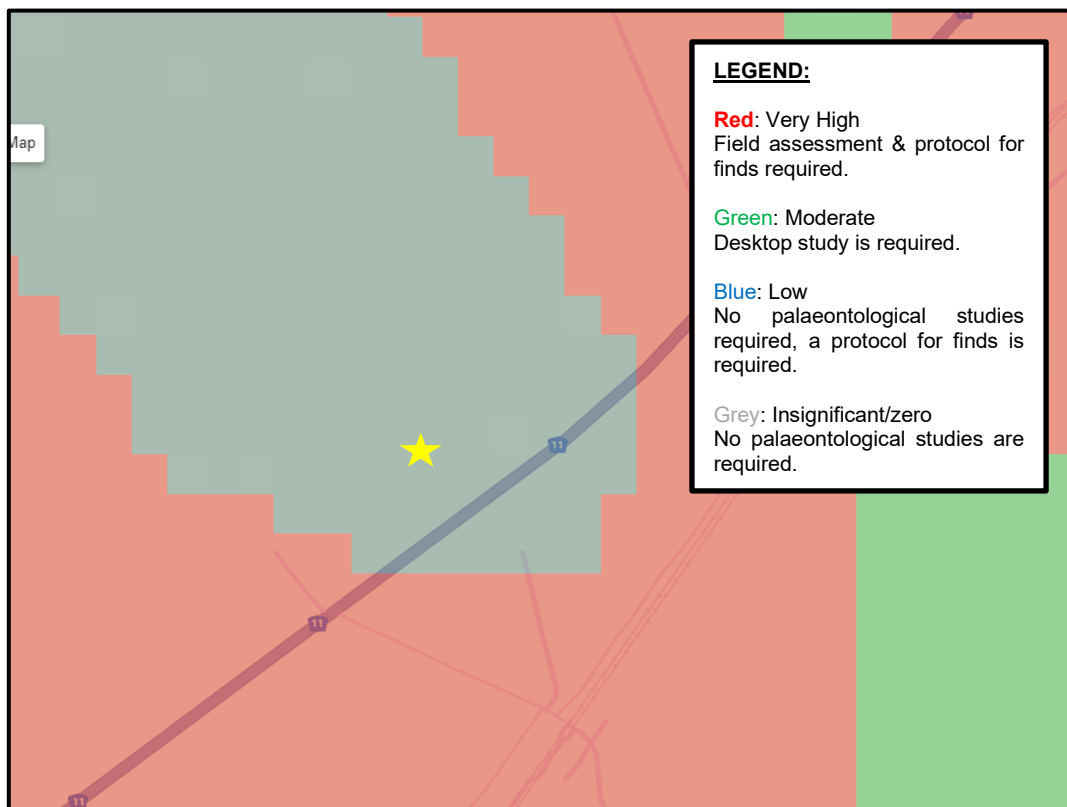 11
LEGEND:
Red: Very High
Field assessment & protocol for
finds required.
Map
Green: Moderate
Desktop study is required.
Blue: Low
No palaeontological studies
required, a protocol for finds is
required.
Grey: Insignificant/zero
No palaeontological studies are
required.
11
11
11